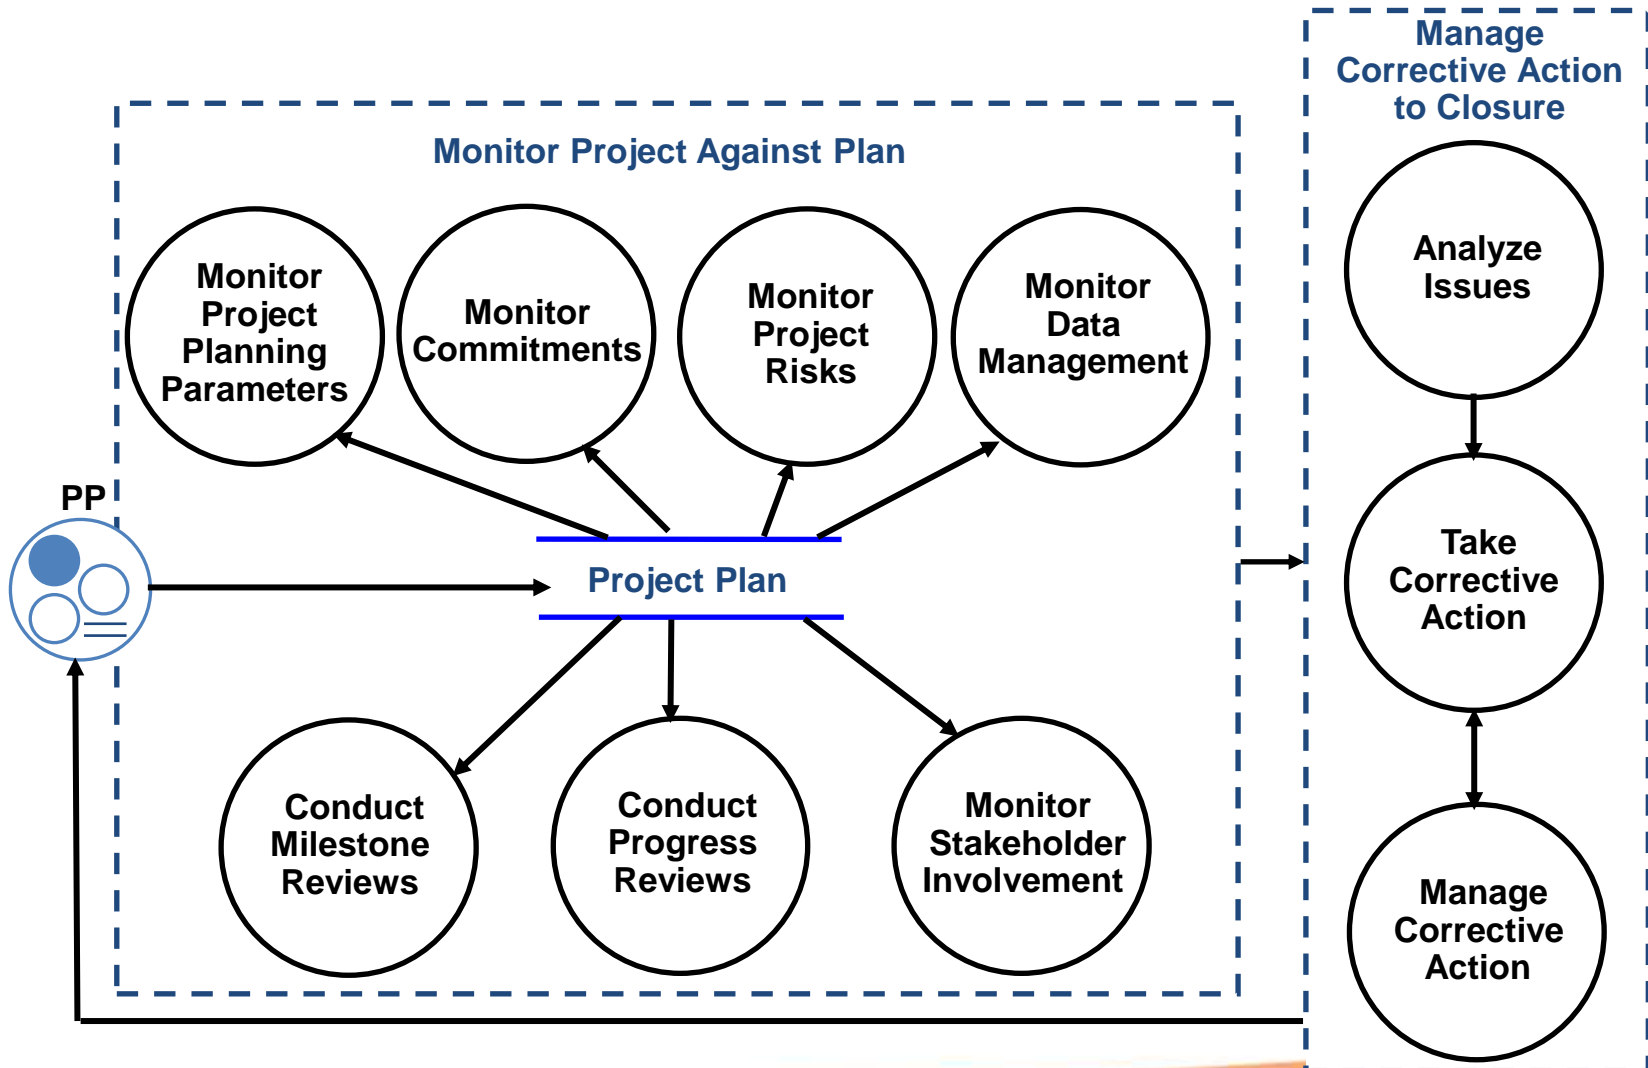 Manage
Corrective Action
to Closure
Monitor Project Against Plan
Monitor
Project
Planning
Parameters
Monitor
Commitments
Monitor
Project
Risks
Monitor
Data
Management
Analyze
Issues
PP
Project Plan
Take
Corrective
Action
Conduct
Milestone
Reviews
Conduct
Progress
Reviews
Monitor
Stakeholder
Involvement
Manage
Corrective
Action